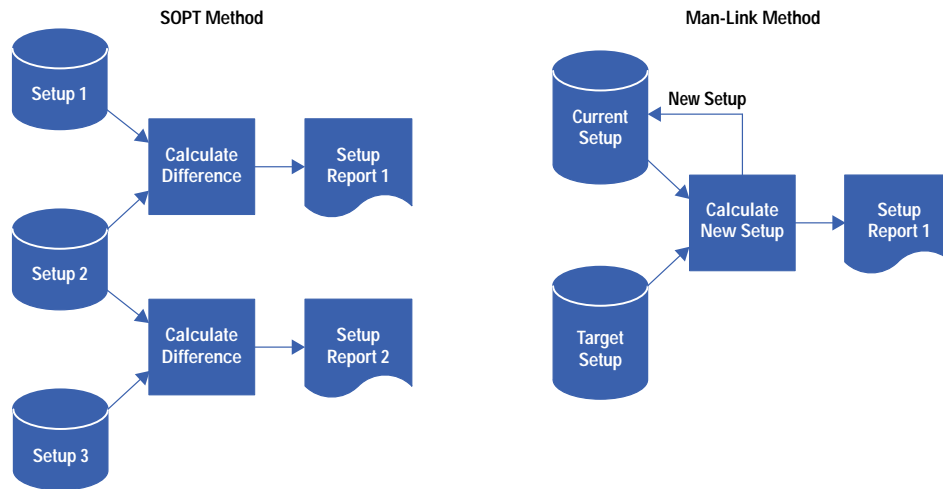 SOPT Method
Setup 1
Calculate
Difference
Setup
Report 1
Setup 2
Calculate
Difference
Setup
Report 2
Setup 3
Man-Link Method
New Setup
Current
Setup
Calculate
New Setup
Setup
Report 1
Target
Setup